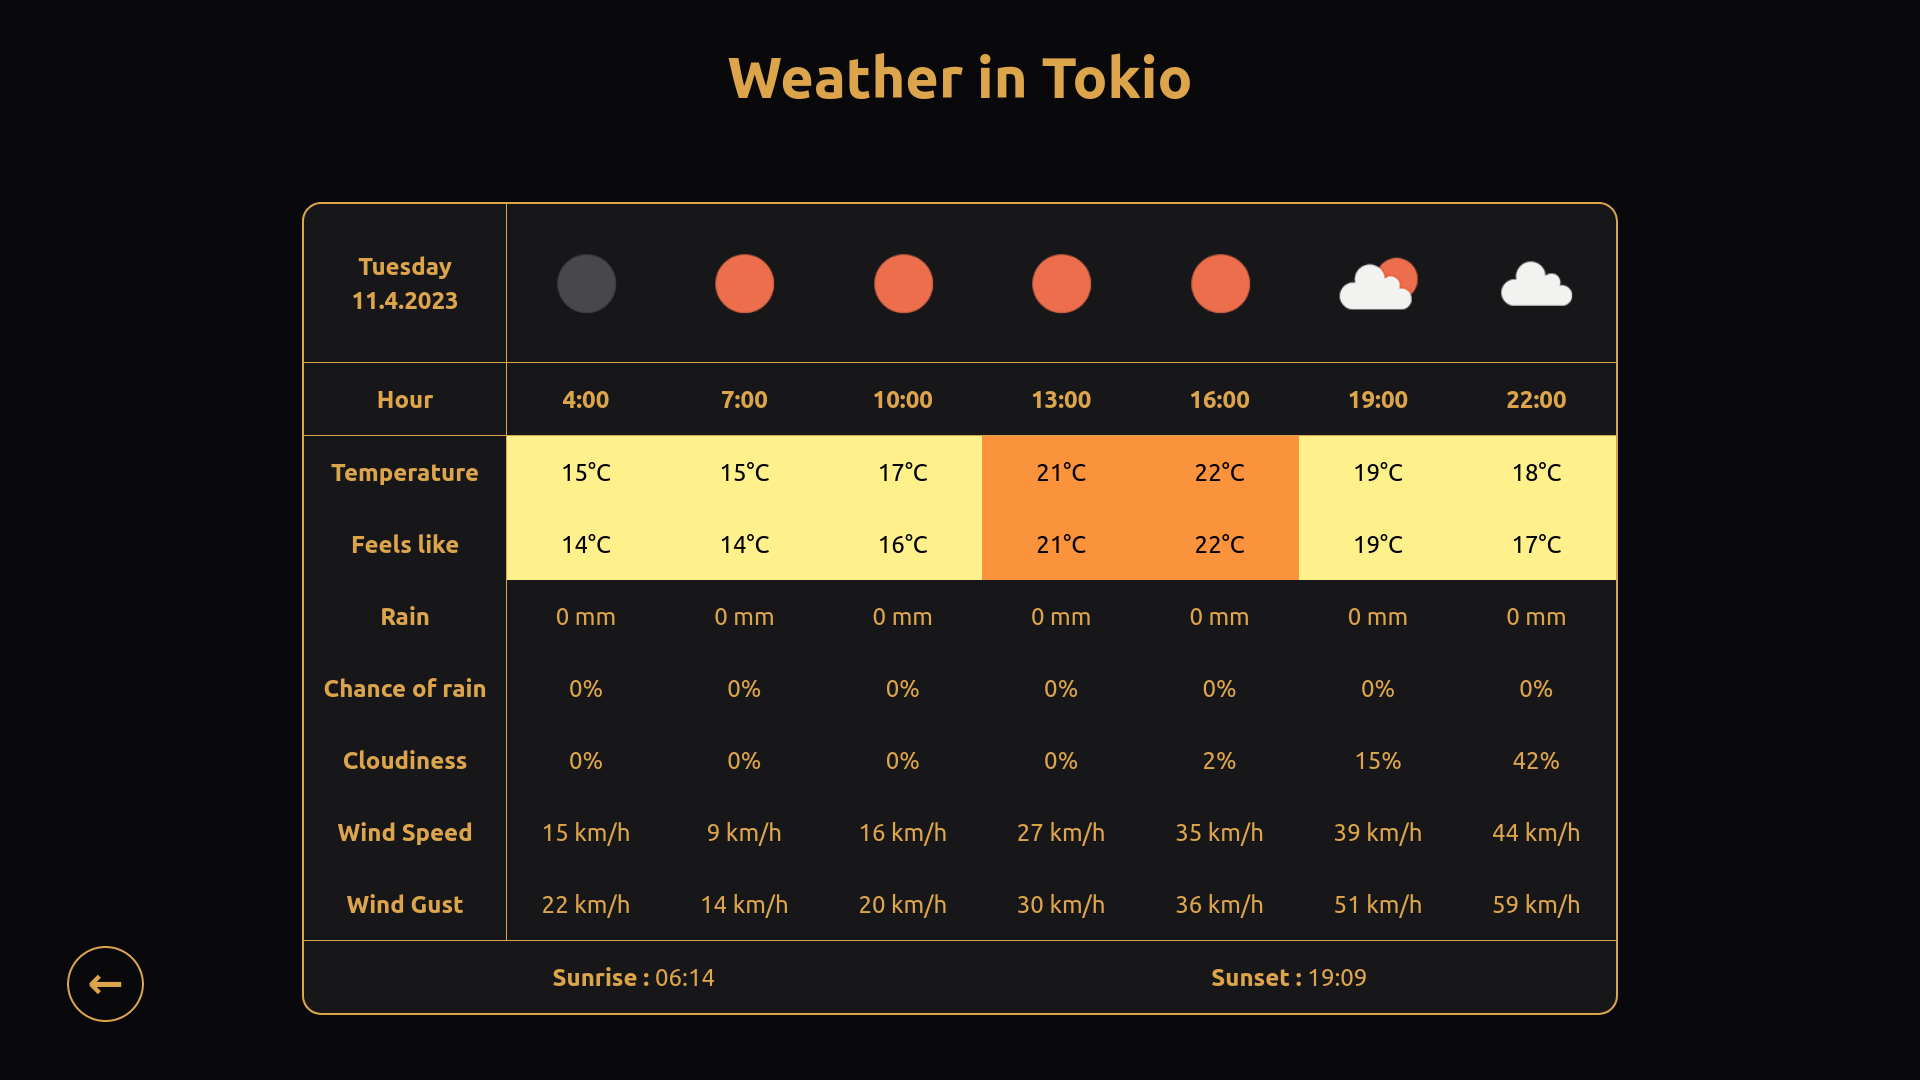 Weather in Tokio
Tuesday
11.4.2023
Hour 4:00 7:00 10:00 13:00 16:00 19:00 22:00
Temperature 15°C 15°C 17°C 21°C 22°C 19°C 18°C
Feels like 14°C 14°C 16°C 21°C 22°C 19°C 17°C
Rain 0 mm 0 mm 0 mm 0 mm 0 mm 0 mm 0 mm
Chance of rain 0% 0% 0% 0% 0% 0% 0%
Cloudiness 0% 0% 0% 0% 2% 15% 42%
Wind Speed 15 km/h 9 km/h 16 km/h 27 km/h 35 km/h 39 km/h 44 km/h
Wind Gust 22 km/h 14 km/h 20 km/h 30 km/h 36 km/h 51 km/h 59 km/h
Sunrise : 06:14 Sunset : 19:09